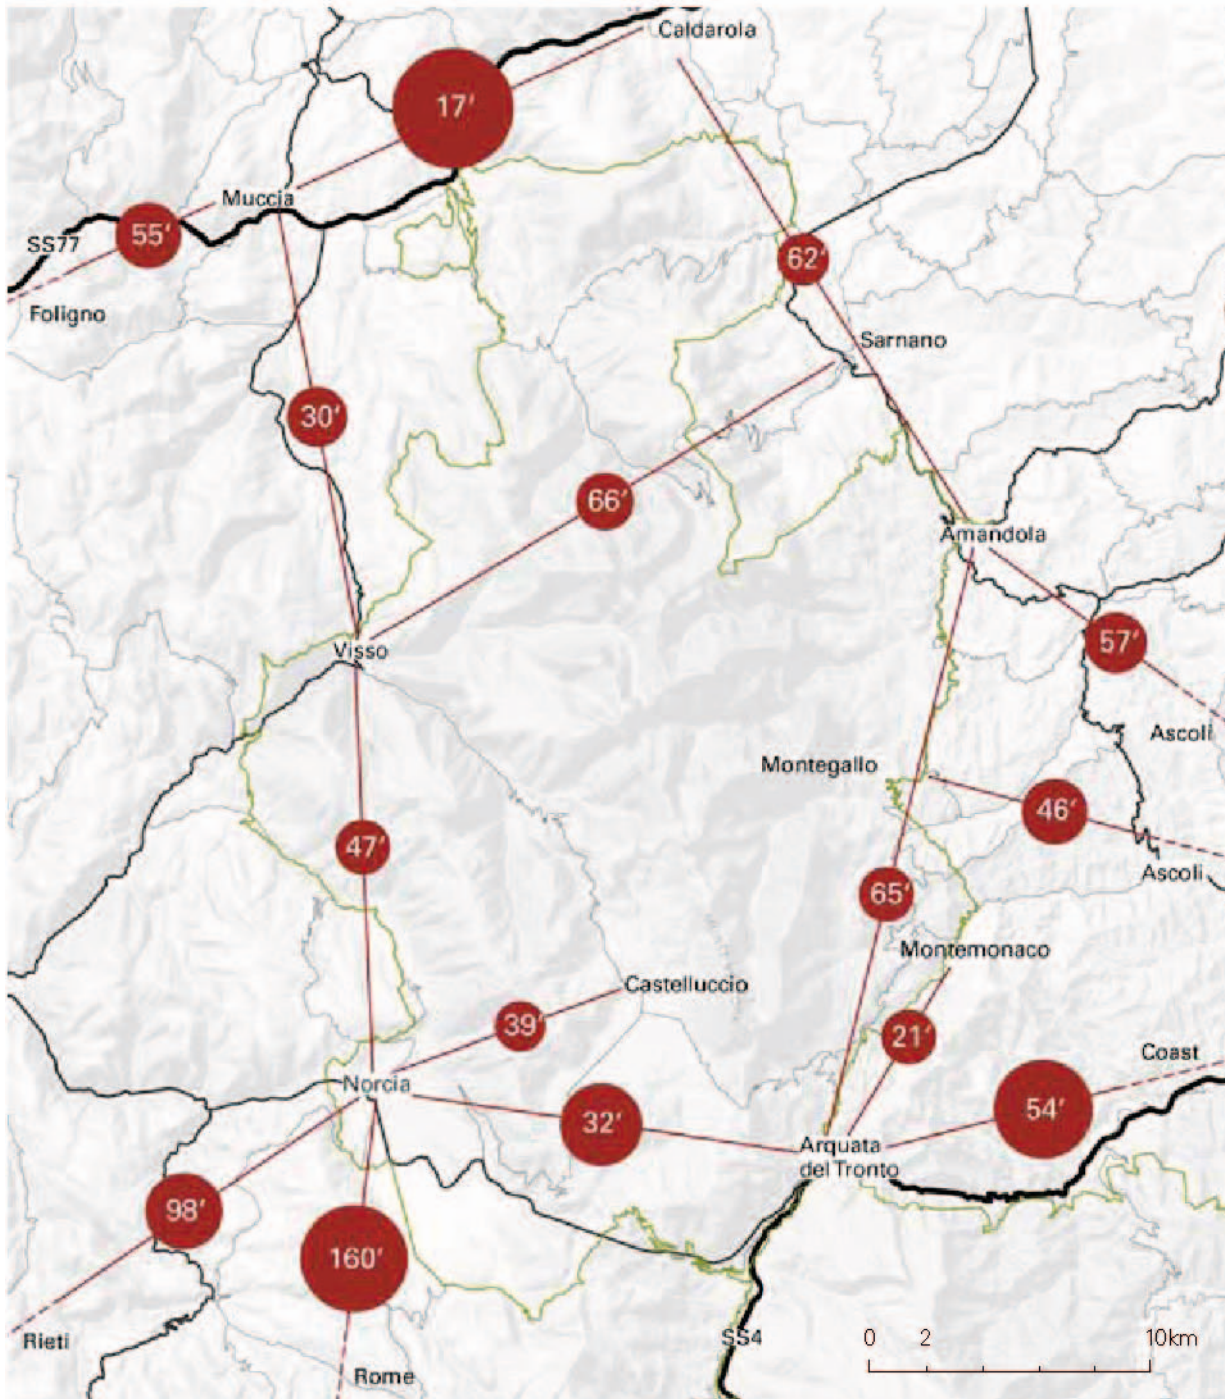 Caldarola
17′
Muccia
55′
SS77
62′
Foligno
Sarnano
30′
66′
Amandola
57′
Visso
Ascoli
Montegallo
46′
47′
Ascoli
65′
Montemonaco
Castelluccio
39′
21′
Coast
Norcia
54′
32′
Arquata
del Tronto
98′
160′
Rieti
SS4
0 2 10km
Rome